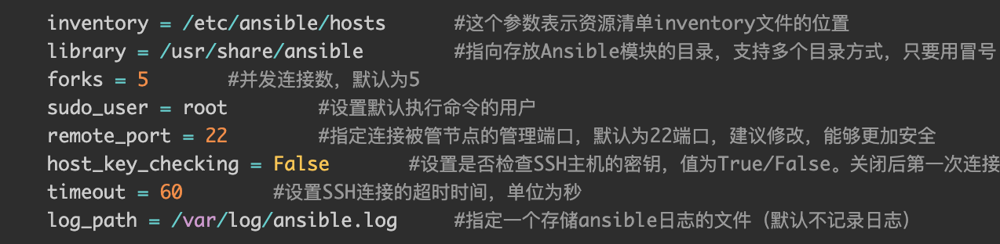 inventory = /etc/ansible/hosts      #这个参数表示资源清单inventory文件的位置
library = /usr/share/ansible        #指向存放Ansible模块的目录，支持多个目录方式，只要用冒号
forks = 5       #并发连接数，默认为5
sudo_user = root        #设置默认执行命令的用户
remote_port = 22        #指定连接被管节点的管理端口，默认为22端口，建议修改，能够更加安全
host_key_checking = False       #设置是否检查SSH主机的密钥，值为True/False。关闭后第一次连接
timeout = 60        #设置SSH连接的超时时间，单位为秒
log_path = /var/log/ansible.log     #指定一个存储ansible日志的文件（默认不记录日志）